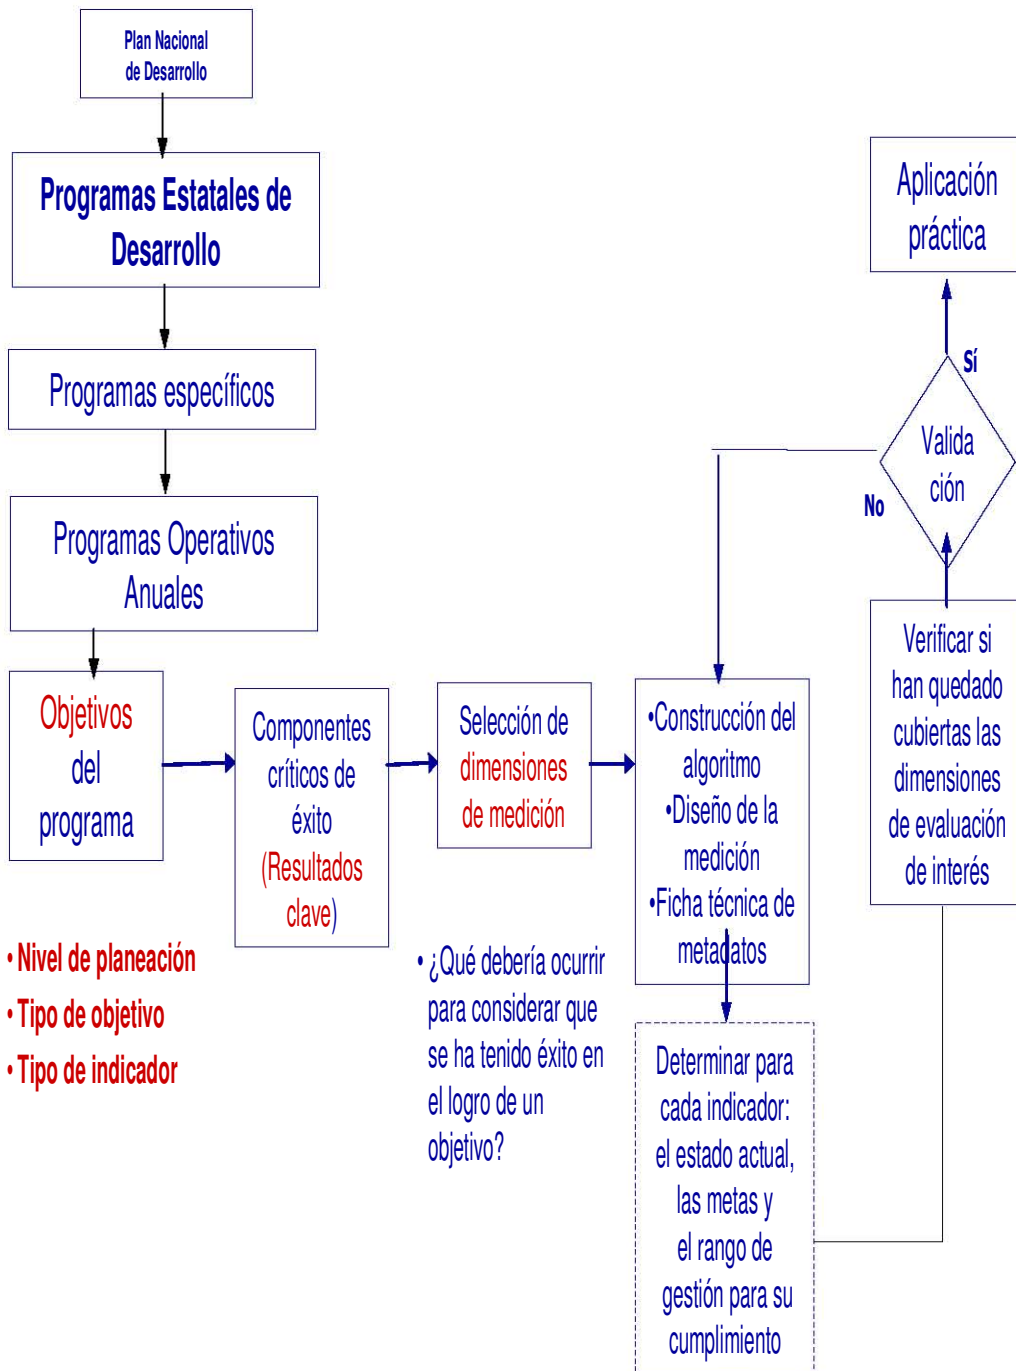 Plan Nacional
de Desarrollo
Programas Estatales de
Desarrollo
Programas específicos
Programas Operativos
Anuales
Objetivos
del
programa
Componentes
críticos de
éxito
(Resultados
clave)
Selección de
dimensiones
de medición
•Construcción del
algoritmo
•Diseño de la
medición
•Ficha técnica de
metadatos
• Nivel de planeación
• Tipo de objetivo
• Tipo de indicador
• ¿Qué debería ocurrir
para considerar que
se ha tenido éxito en
el logro de un
objetivo?
Determinar para
cada indicador:
el estado actual,
las metas y
el rango de
gestión para su
cumplimiento
Verificar si
han quedado
cubiertas las
dimensiones
de evaluación
de interés
Valida
ción
No
Sí
Aplicación
práctica